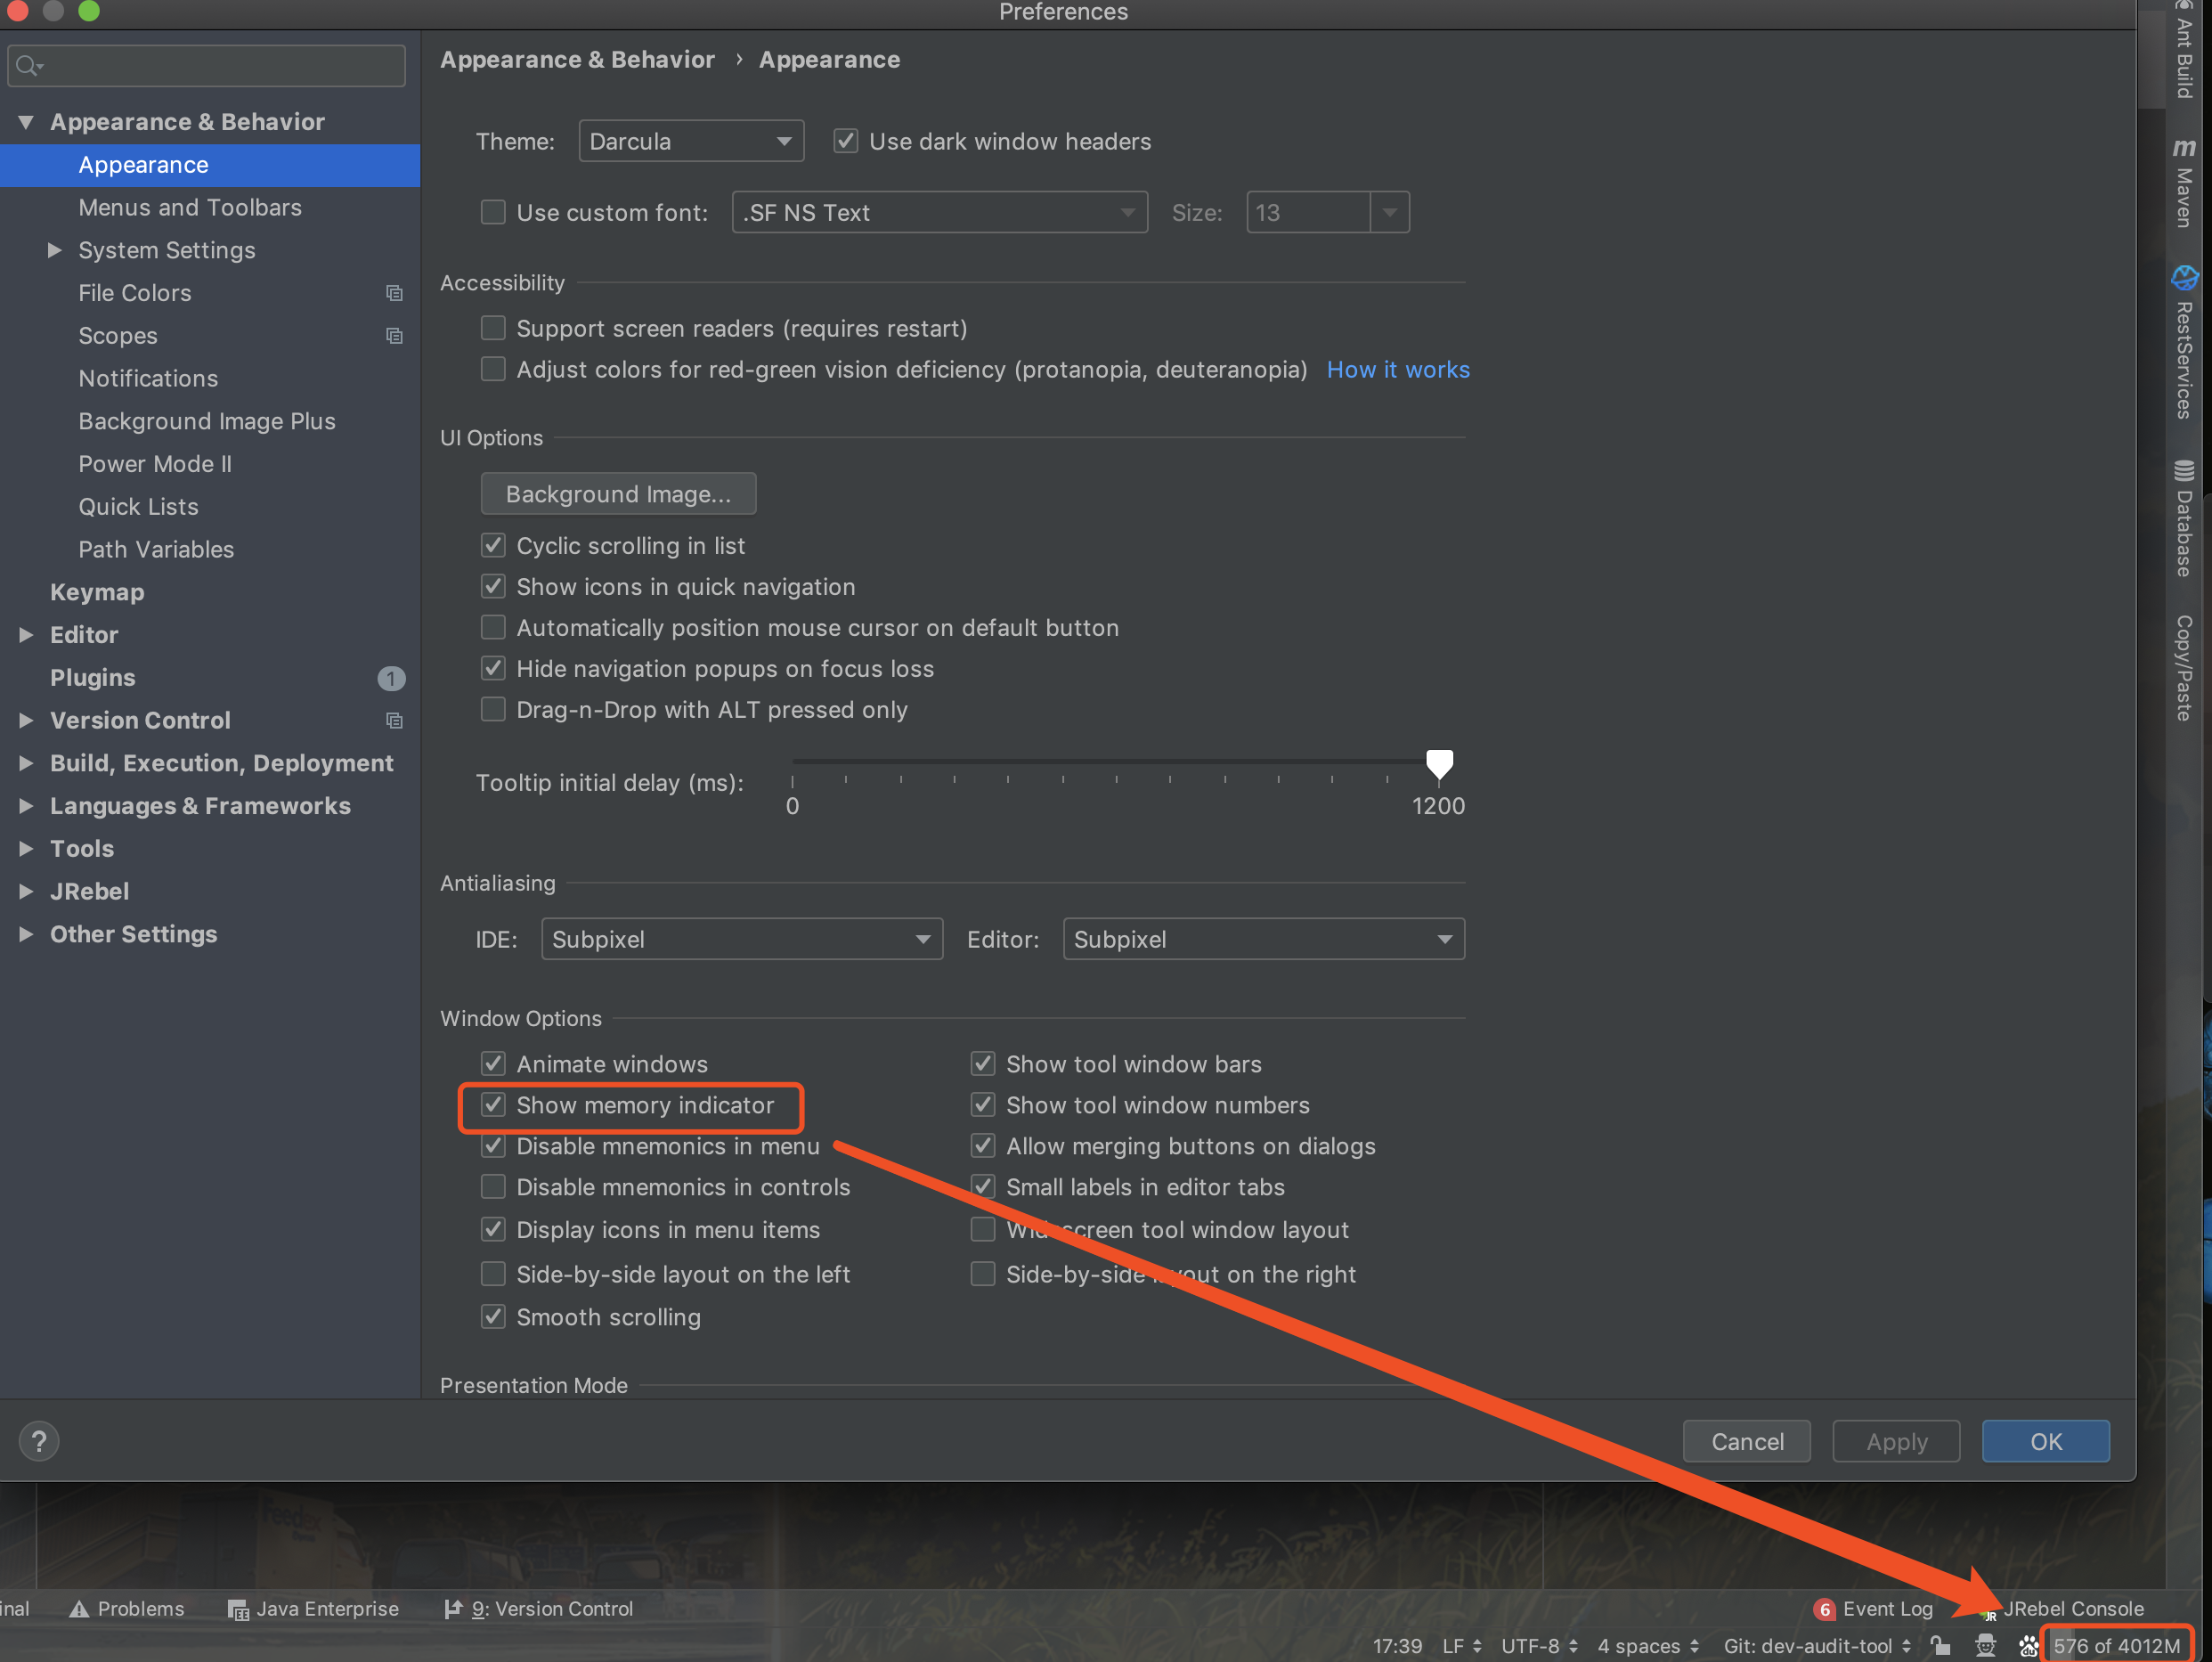 Preferences
Appearance & Behavior › Appearance
Appearance & Behavior
Appearance
Menus and Toolbars
System Settings
File Colors
Scopes
Notifications
Background Image Plus
Power Mode II
Quick Lists
Path Variables
Keymap
Editor
Plugins 1
Version Control
Build, Execution, Deployment
Languages & Frameworks
Tools
JRebel
Other Settings
Theme: Darcula Use dark window headers
Use custom font: .SF NS Text Size: 13
Accessibility
Support screen readers (requires restart)
Adjust colors for red-green vision deficiency (protanopia, deuteranopia) How it works
UI Options
Background Image...
Cyclic scrolling in list
Show icons in quick navigation
Automatically position mouse cursor on default button
Hide navigation popups on focus loss
Drag-n-Drop with ALT pressed only
Tooltip initial delay (ms):
0 1200
Antialiasing
IDE: Subpixel Editor: Subpixel
Window Options
Animate windows Show tool window bars
Show memory indicator Show tool window numbers
Disable mnemonics in menu Allow merging buttons on dialogs
Disable mnemonics in controls Small labels in editor tabs
Display icons in menu items Widescreen tool window layout
Side-by-side layout on the left Side-by-side layout on the right
Smooth scrolling
Presentation Mode
? Cancel Apply OK
Ant Build
m Maven
RestServices
Database
Copy/Paste
inal Problems Java Enterprise 9: Version Control 6 Event Log JR JRebel Console
17:39 LF UTF-8 4 spaces Git: dev-audit-tool 576 of 4012M